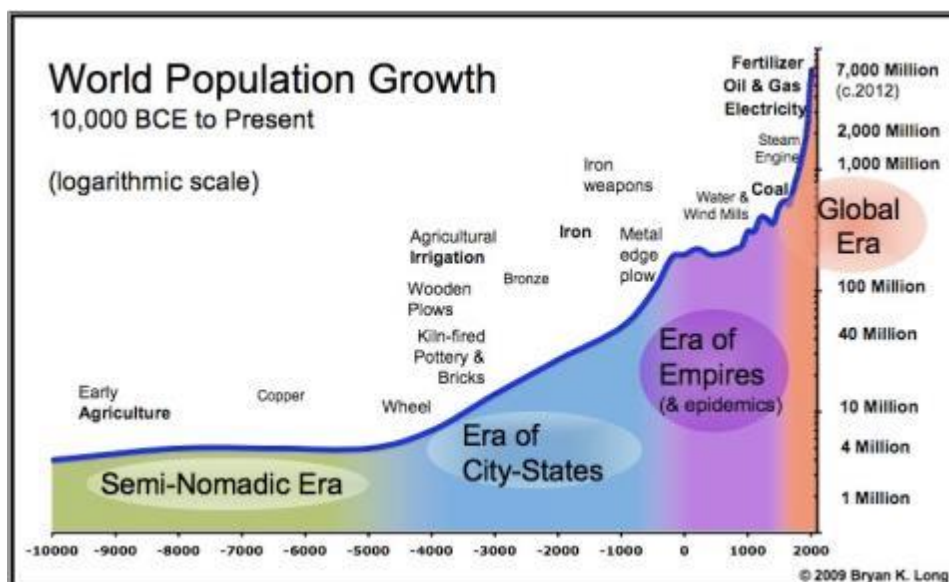 World Population Growth
10,000 BCE to Present
(logarithmic scale)
Fertilizer
Oil & Gas
Electricity
Steam
Engine
Coal
Water &
Wind Mills
Iron
weapons
Iron
Metal
edge
plow
Agricultural
Irrigation
Bronze
Wooden
Plows
Kiln-fired
Pottery &
Bricks
Wheel
Copper
Early
Agriculture
Semi-Nomadic Era
Era of
City-States
Era of
Empires
(& epidemics)
Global
Era
7,000 Million
(c.2012)
2,000 Million
1,000 Million
100 Million
40 Million
10 Million
4 Million
1 Million
-10000 -9000 -8000 -7000 -6000 -5000 -4000 -3000 -2000 -1000 0 1000 2000
© 2009 Bryan K. Long